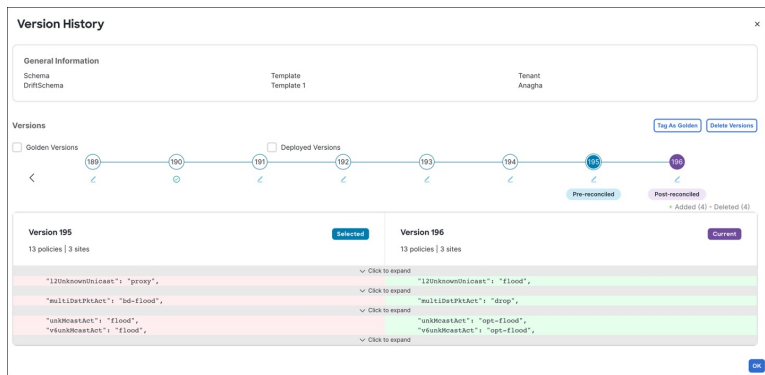 Version History
×
General Information
Schema Template Tenant
DriftSchema Template 1 Anagha
Versions
Tag As Golden Delete Versions
Golden Versions Deployed Versions
189 190 191 192 193 194 195 196
Pre-reconciled Post-reconciled
+ Added (4) - Deleted (4)
Version 195 Selected Version 196 Current
13 policies | 3 sites 13 policies | 3 sites
Click to expand
"l2UnknownUnicast": "proxy", "l2UnknownUnicast": "flood",
Click to expand
"multiDstPktAct": "bd-flood", "multiDstPktAct": "drop",
Click to expand
"unkMcastAct": "flood", "unkMcastAct": "opt-flood",
"v6unkMcastAct": "flood", "v6unkMcastAct": "opt-flood",
Click to expand
OK